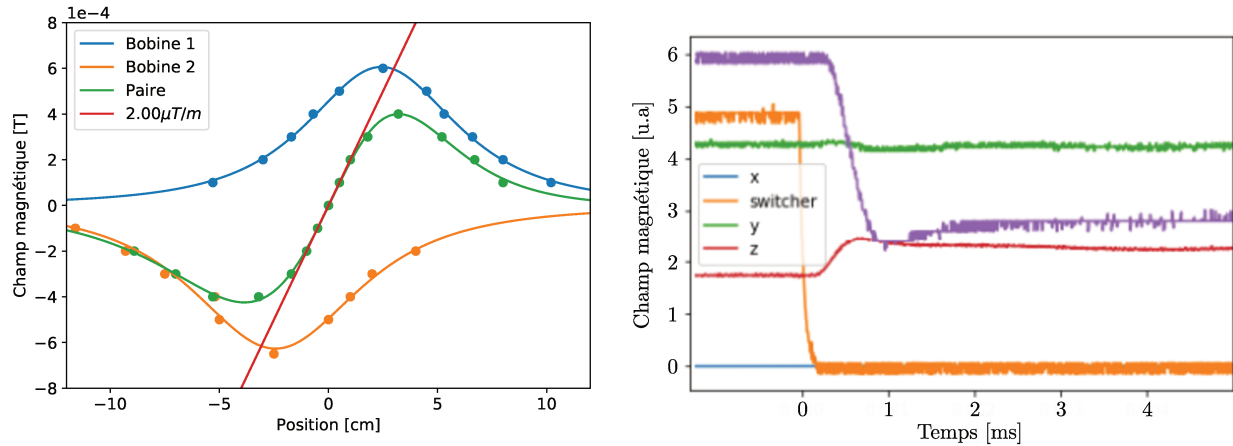 1e−4
8
6
4
2
0
−2
−4
−6
−8
Champ magnétique [T]
Bobine 1
Bobine 2
Paire
2.00μT/m
−10
−5
0
5
10
Position [cm]
6
5
4
3
2
1
0
Champ magnétique [u.a]
x
switcher
y
z
0
1
2
3
4
Temps [ms]